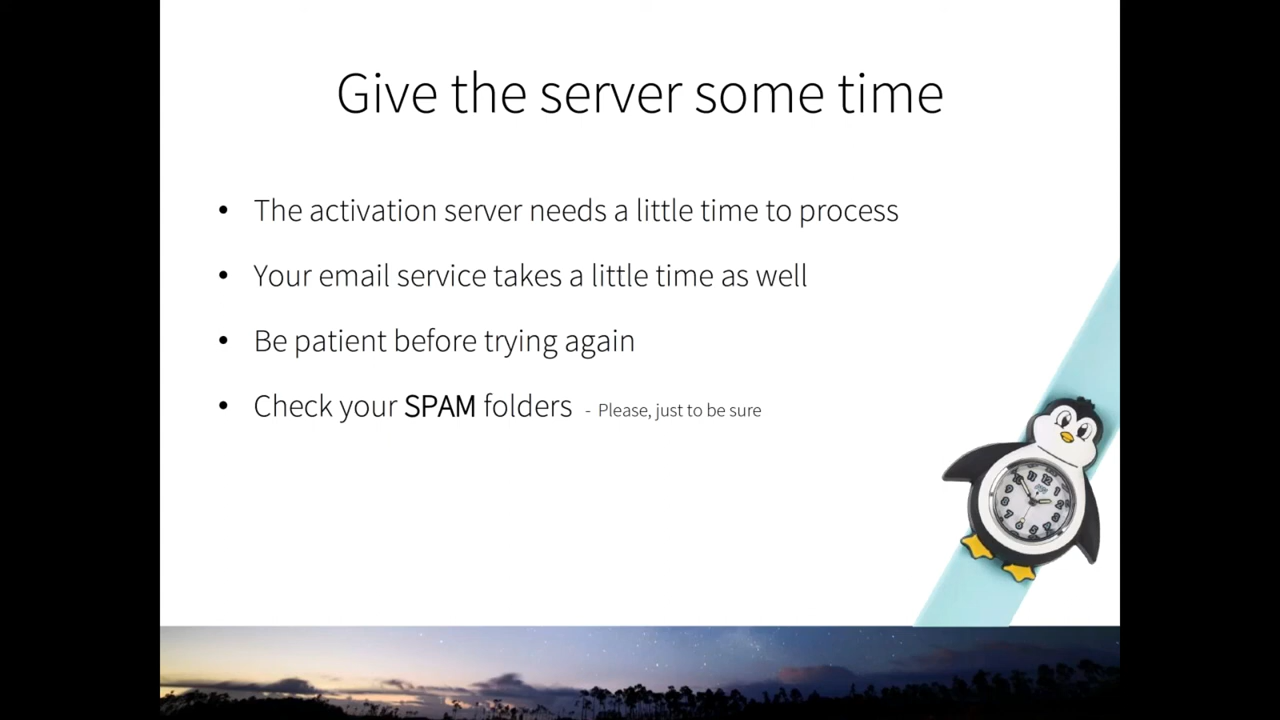 Give the server some time
• The activation server needs a little time to process
• Your email service takes a little time as well
• Be patient before trying again
• Check your SPAM folders - Please, just to be sure